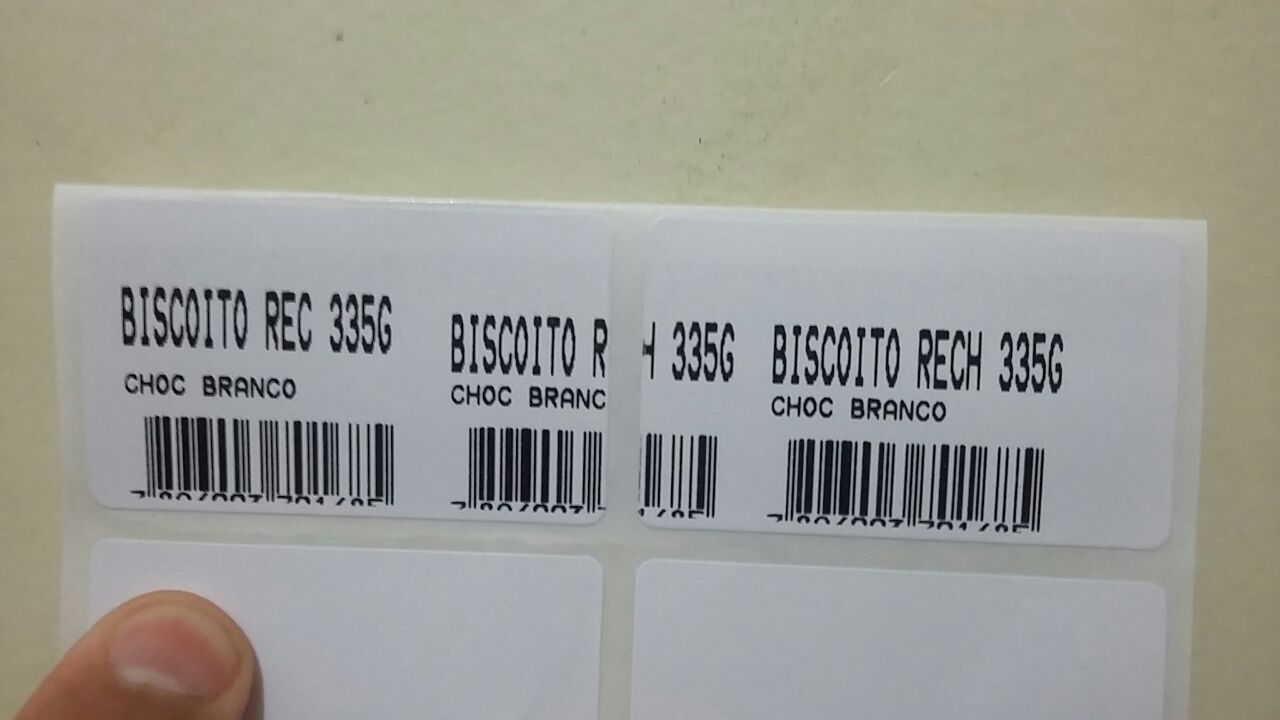 BISCOITO REC 335G
CHOC BRANCO
BISCOITO R H 335G
CHOC BRANC
BISCOITO RECH 335G
CHOC BRANCO